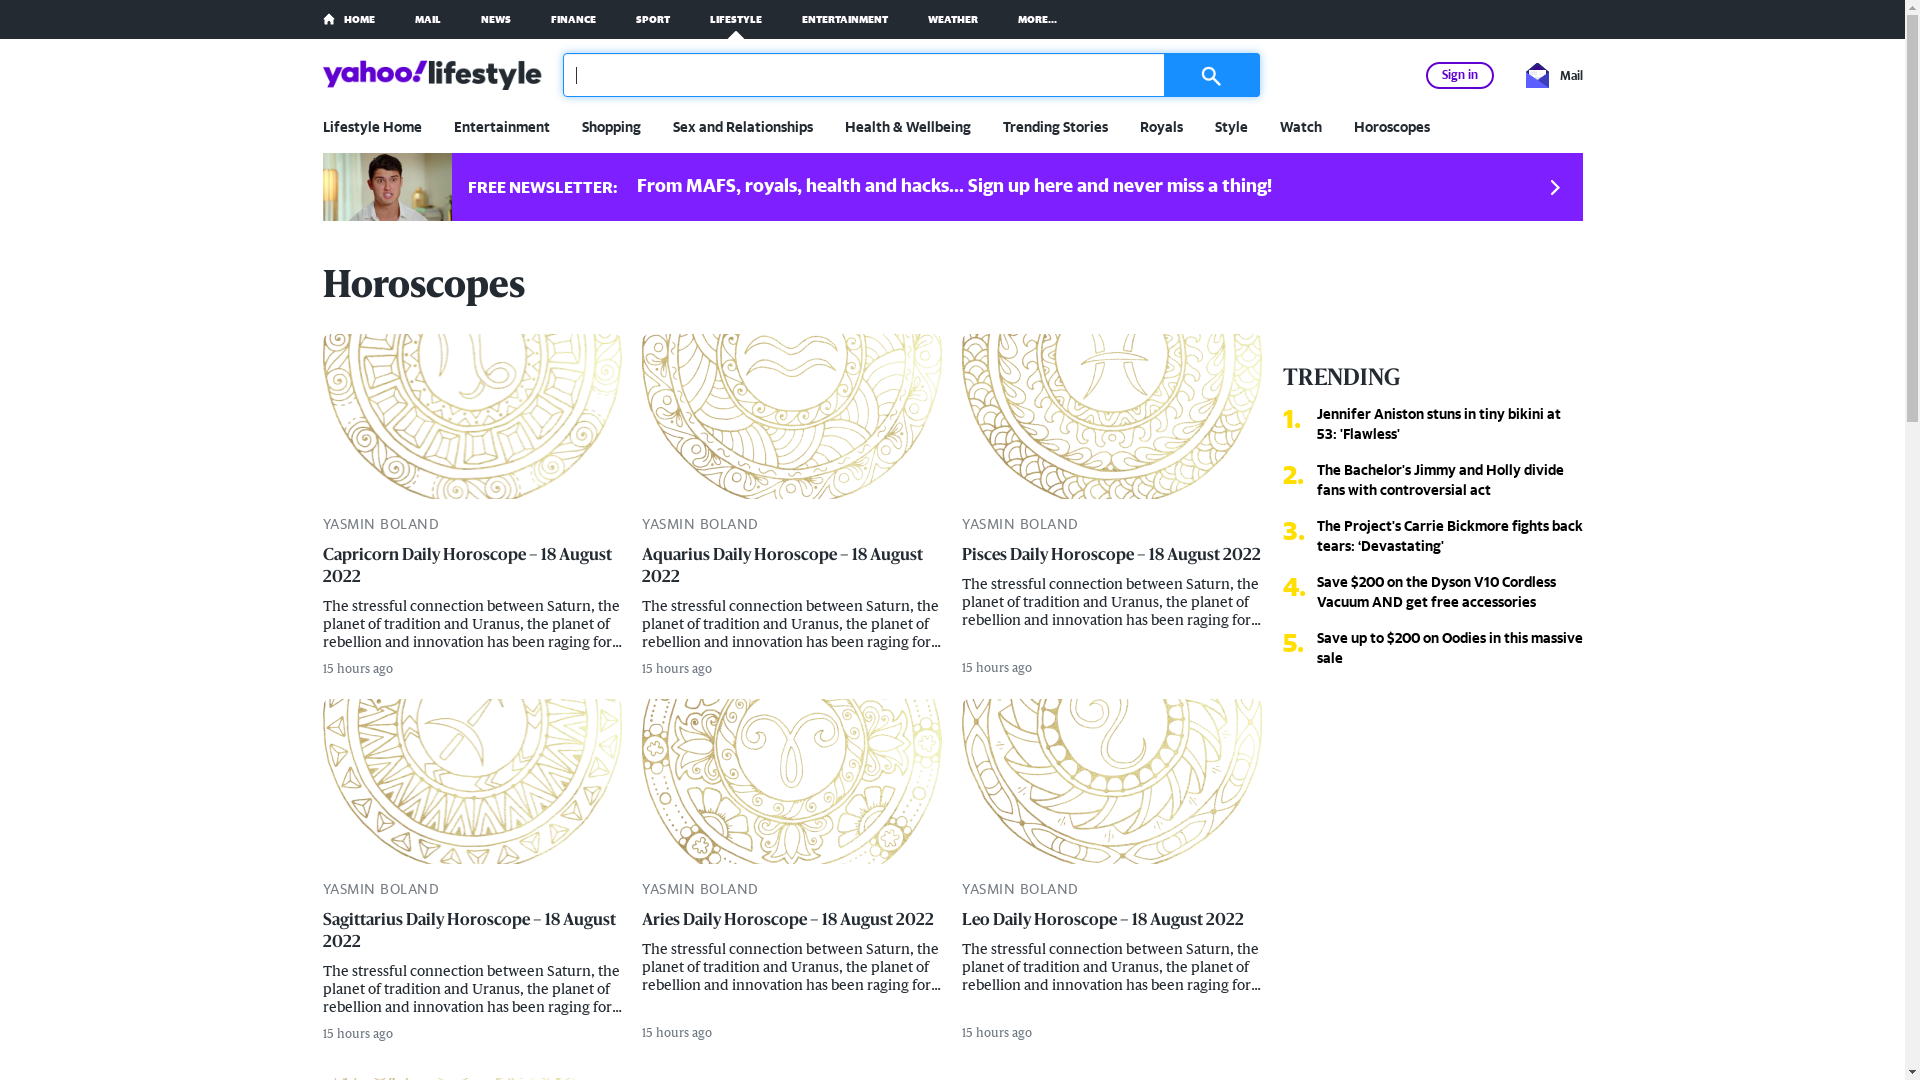 HOME MAIL NEWS FINANCE SPORT LIFESTYLE ENTERTAINMENT WEATHER MORE...
yahoo!lifestyle
Sign in
Mail
Lifestyle Home Entertainment Shopping Sex and Relationships Health & Wellbeing Trending Stories Royals Style Watch Horoscopes
FREE NEWSLETTER: From MAFS, royals, health and hacks... Sign up here and never miss a thing!
Horoscopes
YASMIN BOLAND
Capricorn Daily Horoscope – 18 August
2022
The stressful connection between Saturn, the
planet of tradition and Uranus, the planet of
rebellion and innovation has been raging for…
15 hours ago
YASMIN BOLAND
Aquarius Daily Horoscope – 18 August
2022
The stressful connection between Saturn, the
planet of tradition and Uranus, the planet of
rebellion and innovation has been raging for…
15 hours ago
YASMIN BOLAND
Pisces Daily Horoscope – 18 August 2022
The stressful connection between Saturn, the
planet of tradition and Uranus, the planet of
rebellion and innovation has been raging for…
15 hours ago
YASMIN BOLAND
Sagittarius Daily Horoscope – 18 August
2022
The stressful connection between Saturn, the
planet of tradition and Uranus, the planet of
rebellion and innovation has been raging for…
15 hours ago
YASMIN BOLAND
Aries Daily Horoscope – 18 August 2022
The stressful connection between Saturn, the
planet of tradition and Uranus, the planet of
rebellion and innovation has been raging for…
15 hours ago
YASMIN BOLAND
Leo Daily Horoscope – 18 August 2022
The stressful connection between Saturn, the
planet of tradition and Uranus, the planet of
rebellion and innovation has been raging for…
15 hours ago
TRENDING
1. Jennifer Aniston stuns in tiny bikini at
53: 'Flawless'
2. The Bachelor's Jimmy and Holly divide
fans with controversial act
3. The Project's Carrie Bickmore fights back
tears: ‘Devastating'
4. Save $200 on the Dyson V10 Cordless
Vacuum AND get free accessories
5. Save up to $200 on Oodies in this massive
sale